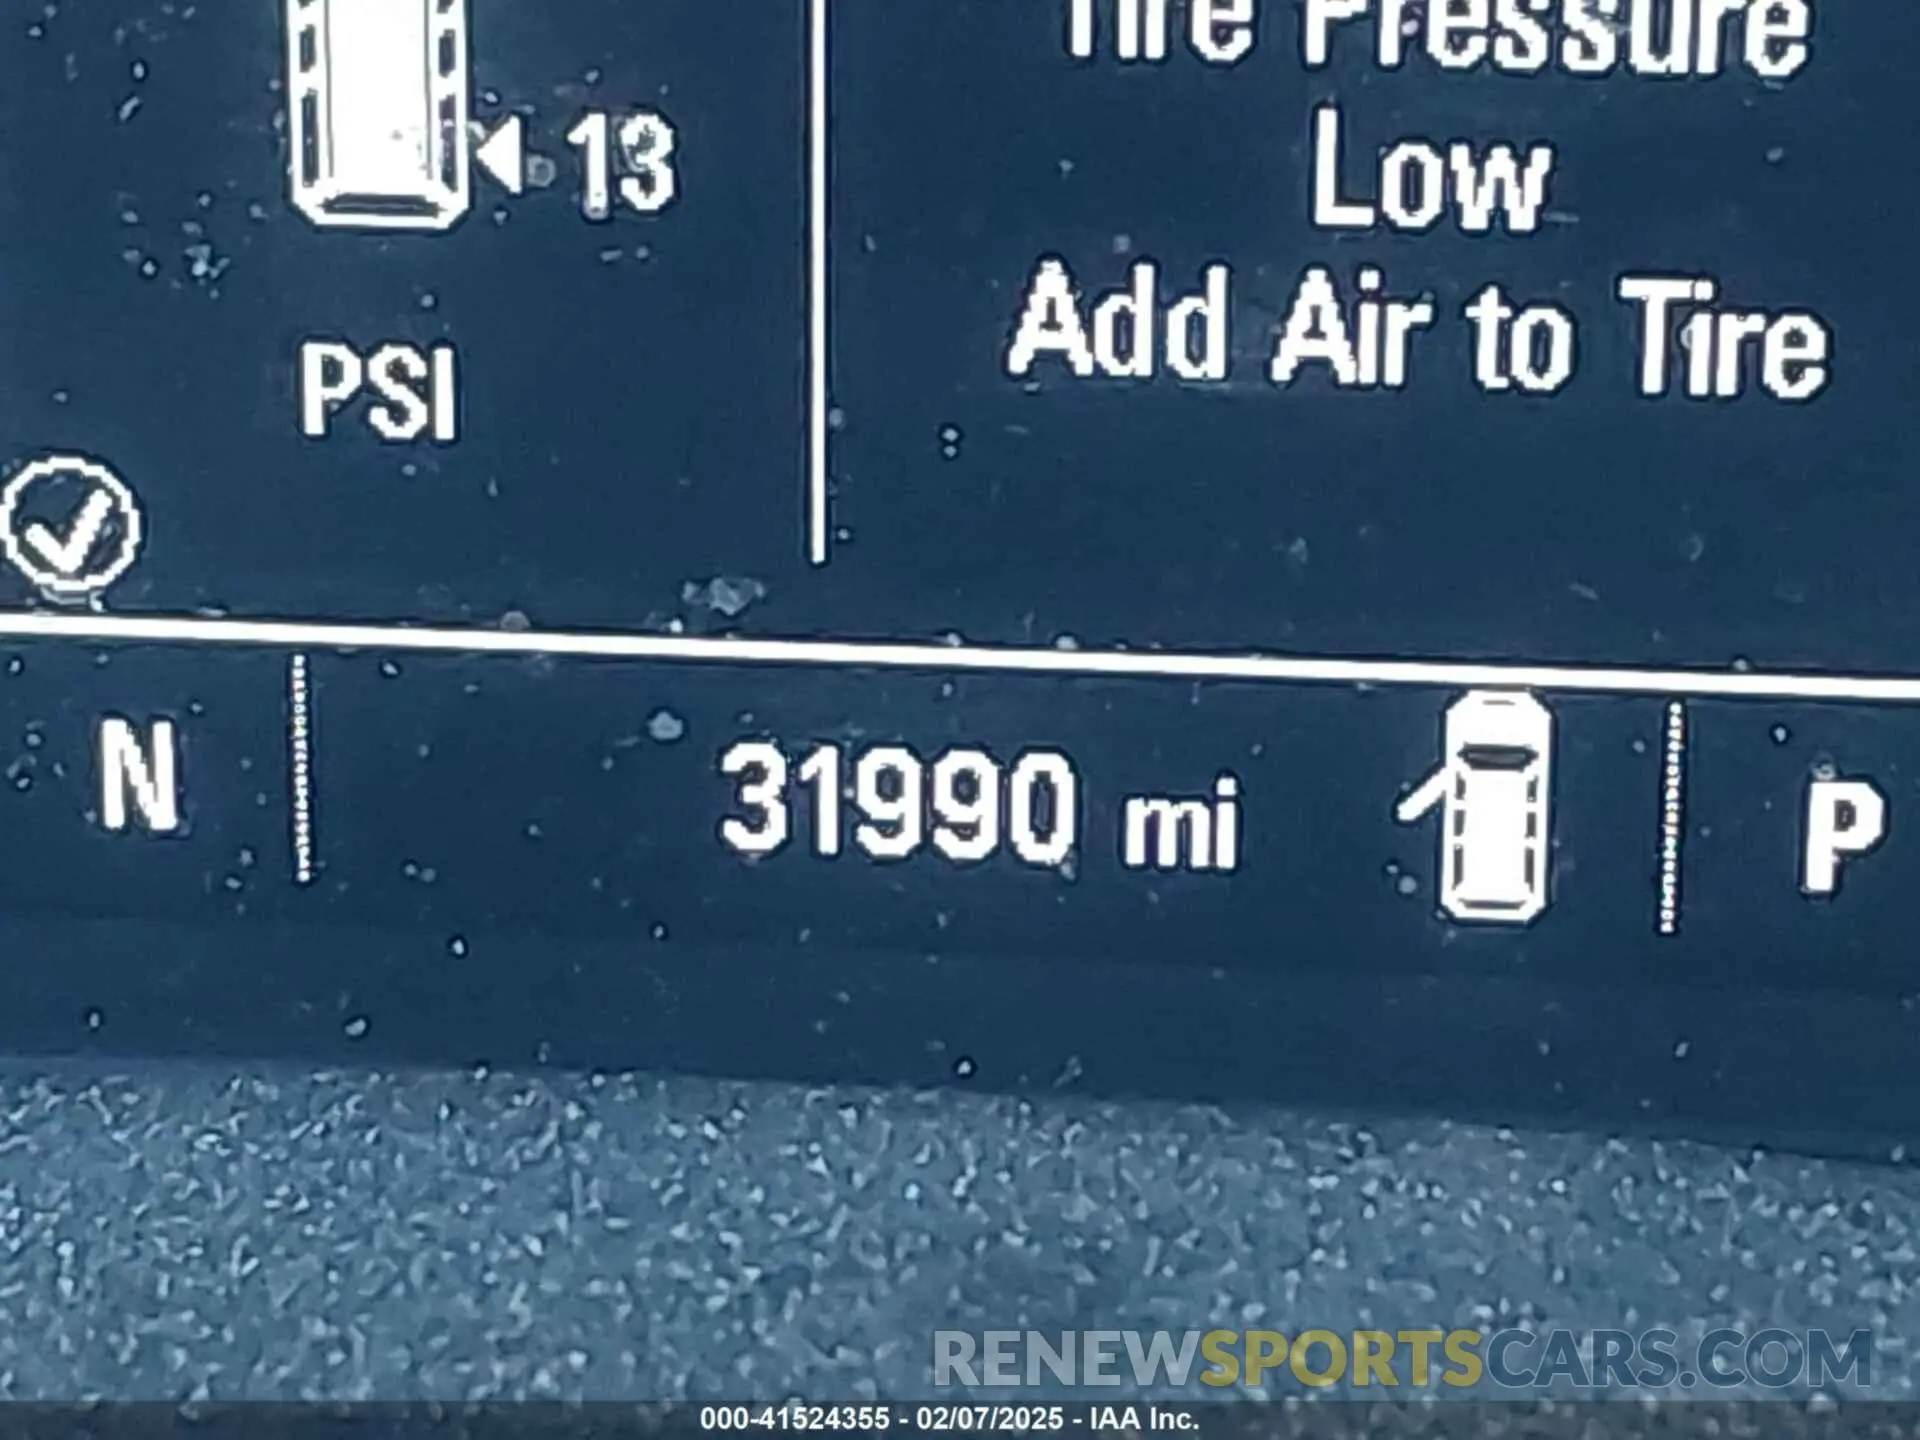 Tire Pressure
Low
Add Air to Tire
13
PSI
N
31990 mi
P
RENEWSPORTSCARS.COM
000-41524355 - 02/07/2025 - IAA Inc.